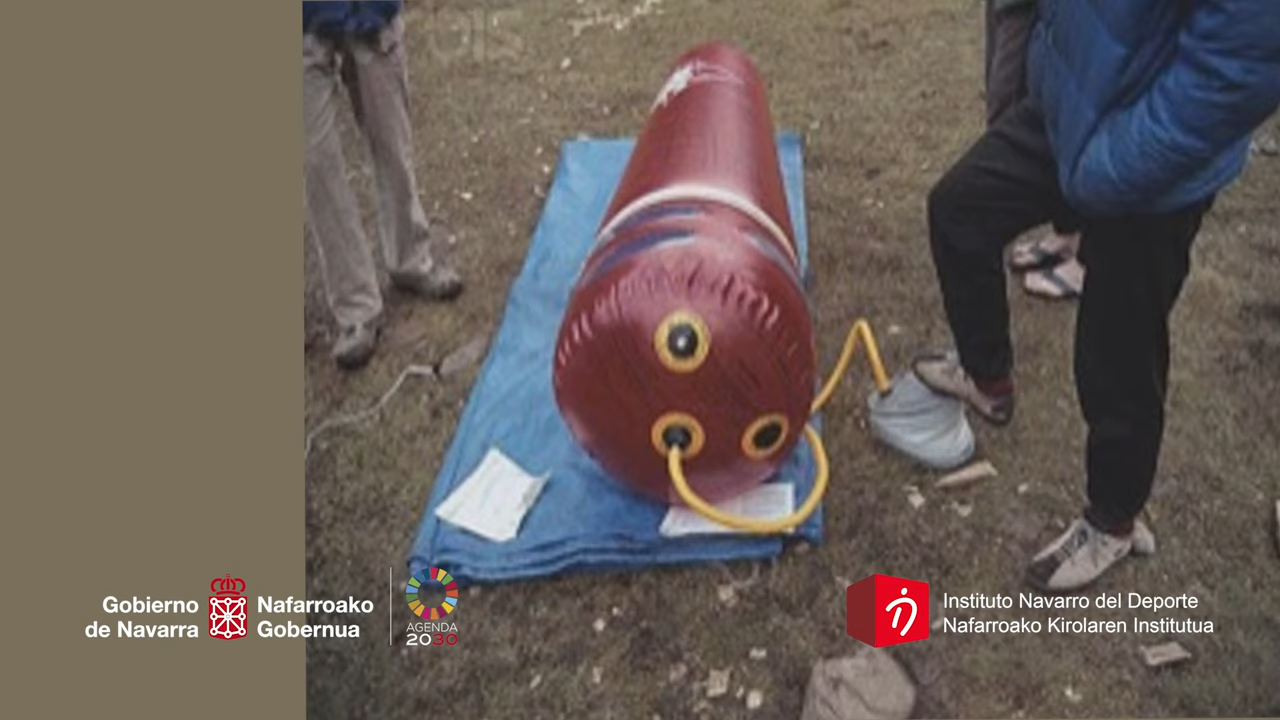 Gobierno
de Navarra
Nafarroako
Gobernua
AGENDA
2030
Instituto Navarro del Deporte
Nafarroako Kirolaren Institutua